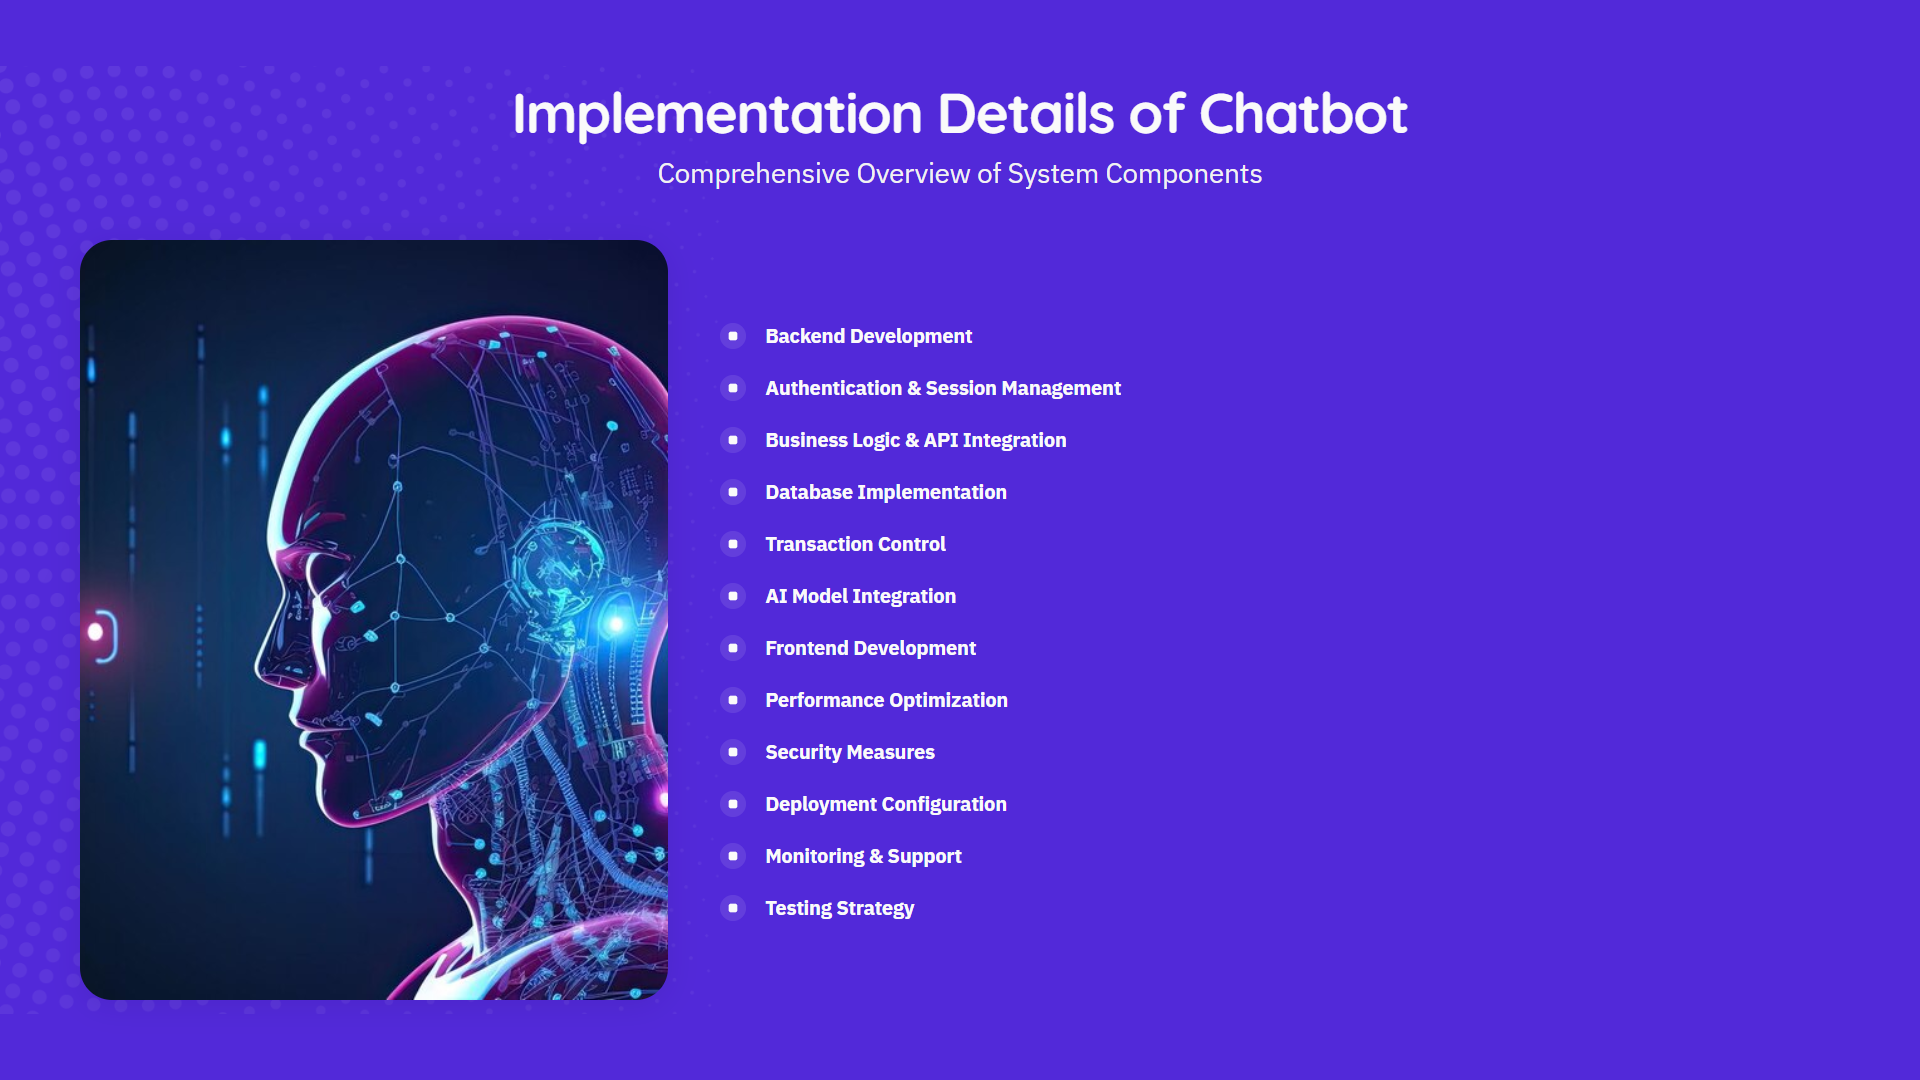 Implementation Details of Chatbot
Comprehensive Overview of System Components
Backend Development
Authentication & Session Management
Business Logic & API Integration
Database Implementation
Transaction Control
AI Model Integration
Frontend Development
Performance Optimization
Security Measures
Deployment Configuration
Monitoring & Support
Testing Strategy